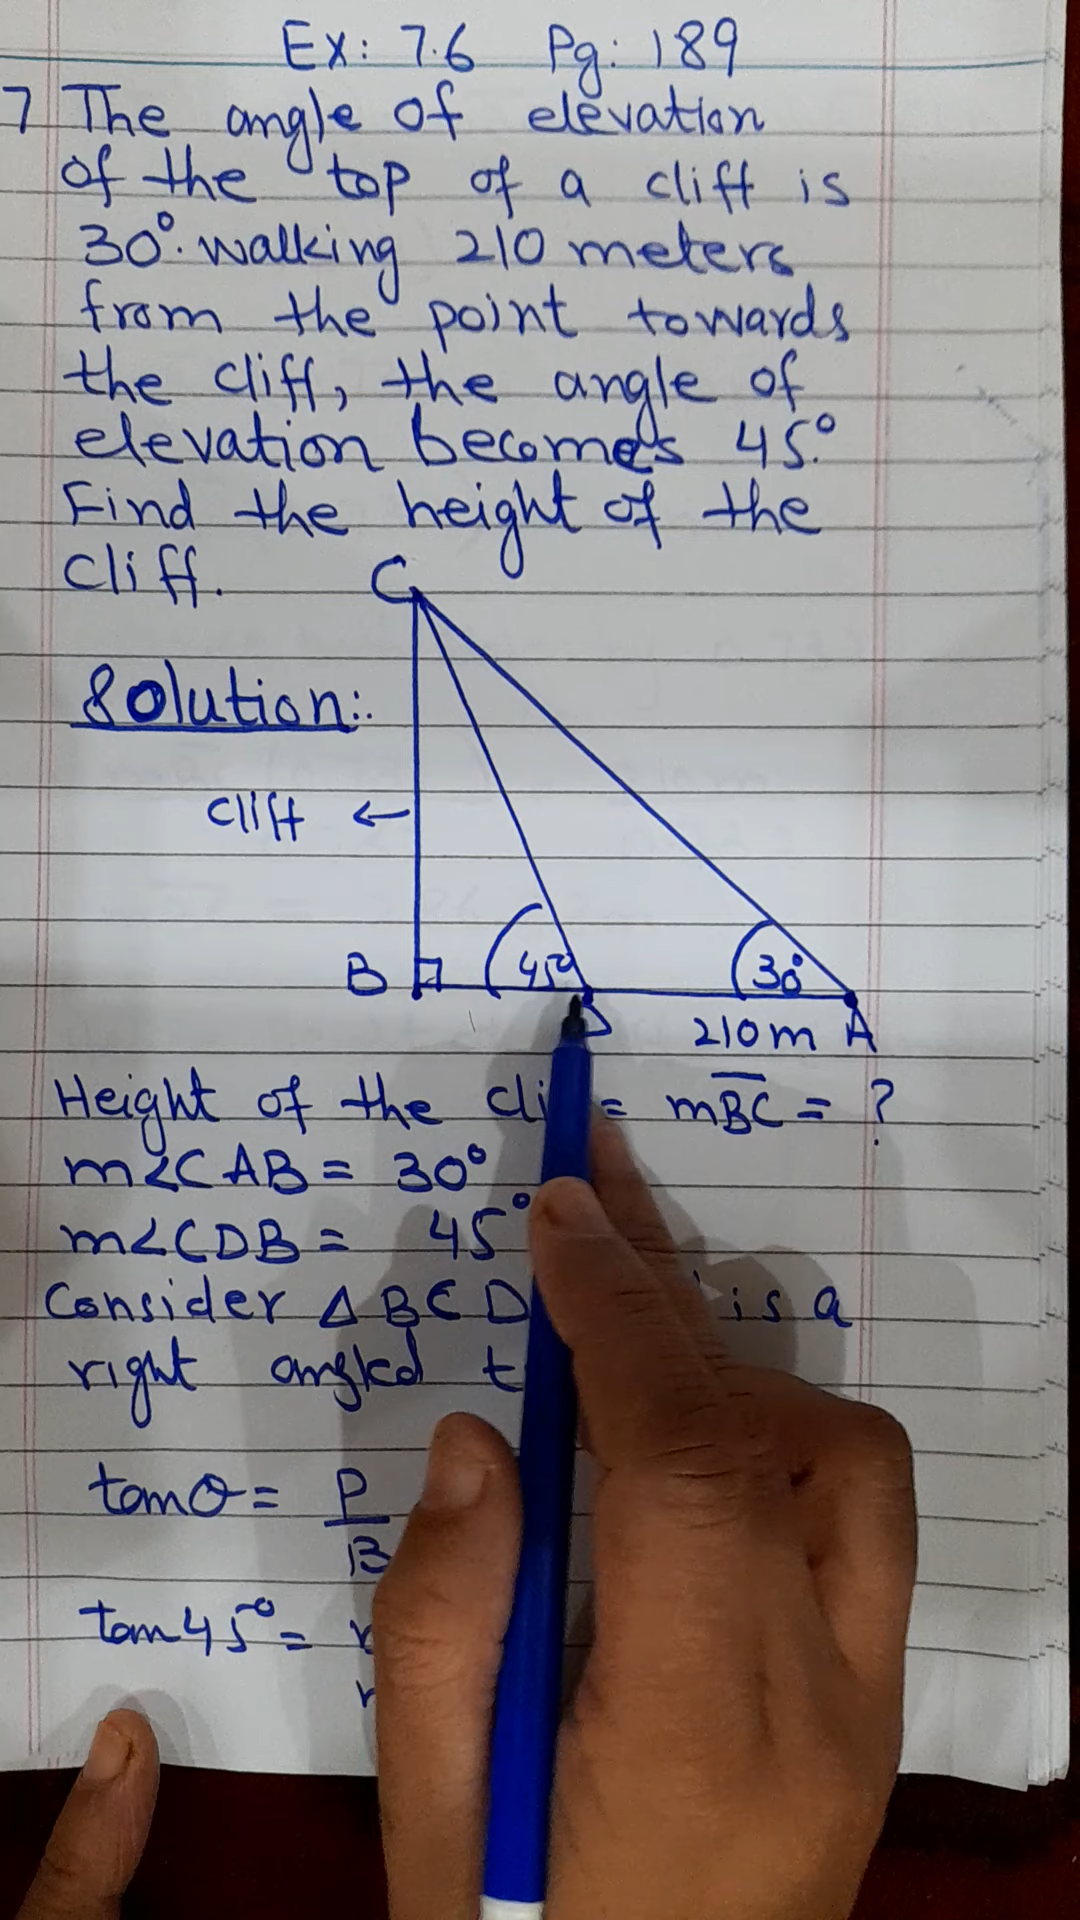 Ex: 7.6 Pg: 189
7 The angle of elevation
of the top of a cliff is
30°. walking 210 meters
from the point towards
the cliff, the angle of
elevation becomes 45°.
Find the height of the
cliff.
C
Solution:.
cliff ←
B 45° 30°
D 210m A
Height of the = mBC = ?
m∠CAB = 30°
m∠CDB = 45°
Consider △BCD is a
right angled
tanθ = P
B
tan45° =